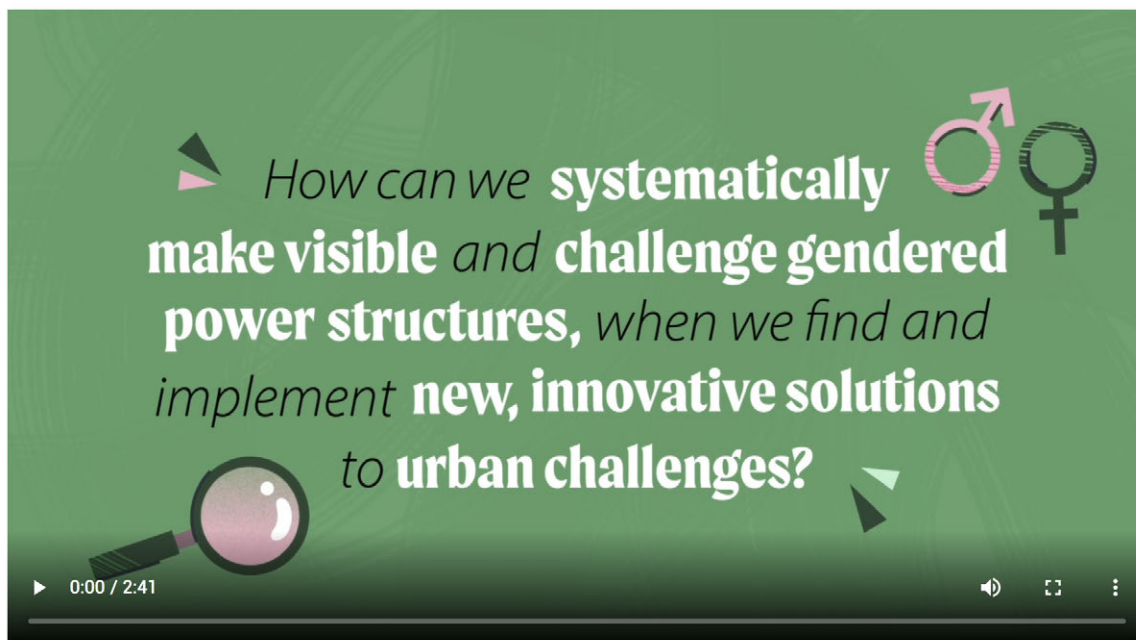 How can we systematically
make visible and challenge gendered
power structures, when we find and
implement new, innovative solutions
to urban challenges?
0:00 / 2:41